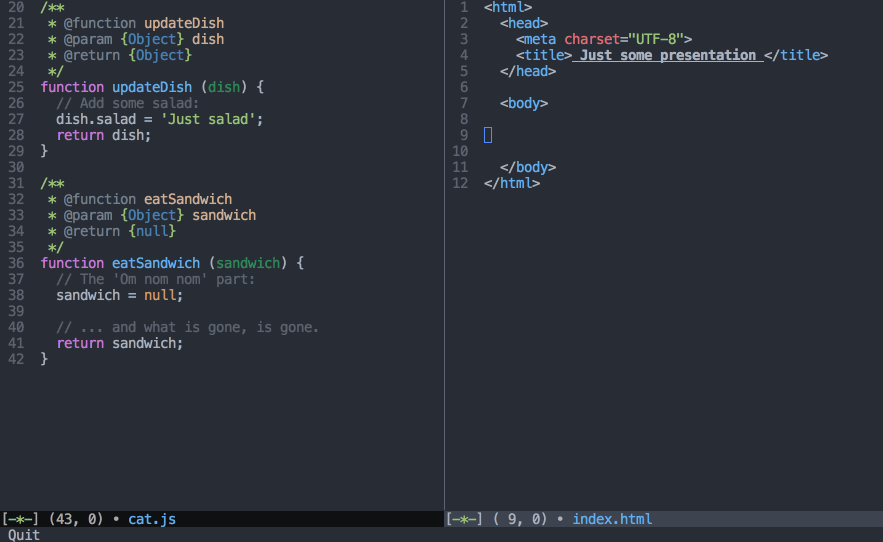 20 /**
21  * @function updateDish
22  * @param {Object} dish
23  * @return {Object}
24  */
25 function updateDish (dish) {
26   // Add some salad:
27   dish.salad = 'Just salad';
28   return dish;
29 }
30
31 /**
32  * @function eatSandwich
33  * @param {Object} sandwich
34  * @return {null}
35  */
36 function eatSandwich (sandwich) {
37   // The 'Om nom nom' part:
38   sandwich = null;
39
40   // ... and what is gone, is gone.
41   return sandwich;
42 }
[-*-] (43, 0) • cat.js
1 <html>
2   <head>
3     <meta charset="UTF-8">
4     <title> Just some presentation </title>
5   </head>
6
7   <body>
8
9
10
11   </body>
12 </html>
[-*-] ( 9, 0) • index.html
Quit